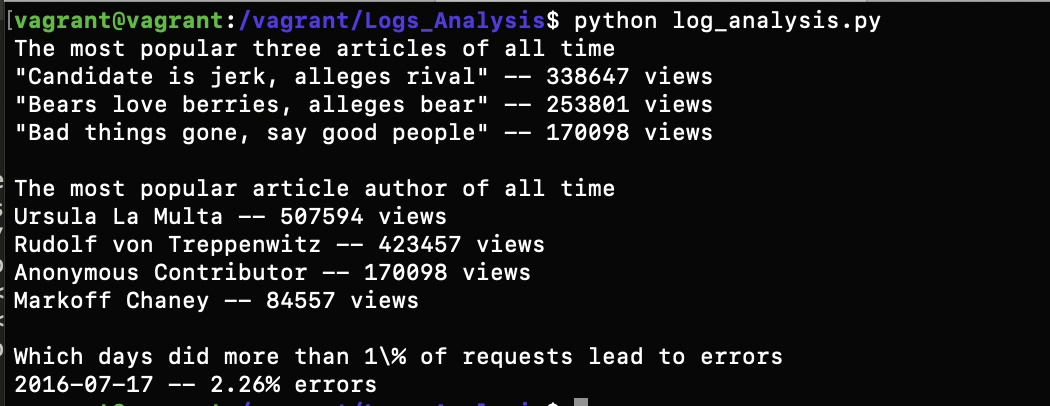 [vagrant@vagrant:/vagrant/Logs_Analysis$ python log_analysis.py
The most popular three articles of all time
"Candidate is jerk, alleges rival" -- 338647 views
"Bears love berries, alleges bear" -- 253801 views
"Bad things gone, say good people" -- 170098 views

The most popular article author of all time
Ursula La Multa -- 507594 views
Rudolf von Treppenwitz -- 423457 views
Anonymous Contributor -- 170098 views
Markoff Chaney -- 84557 views

Which days did more than 1\% of requests lead to errors
2016-07-17 -- 2.26% errors